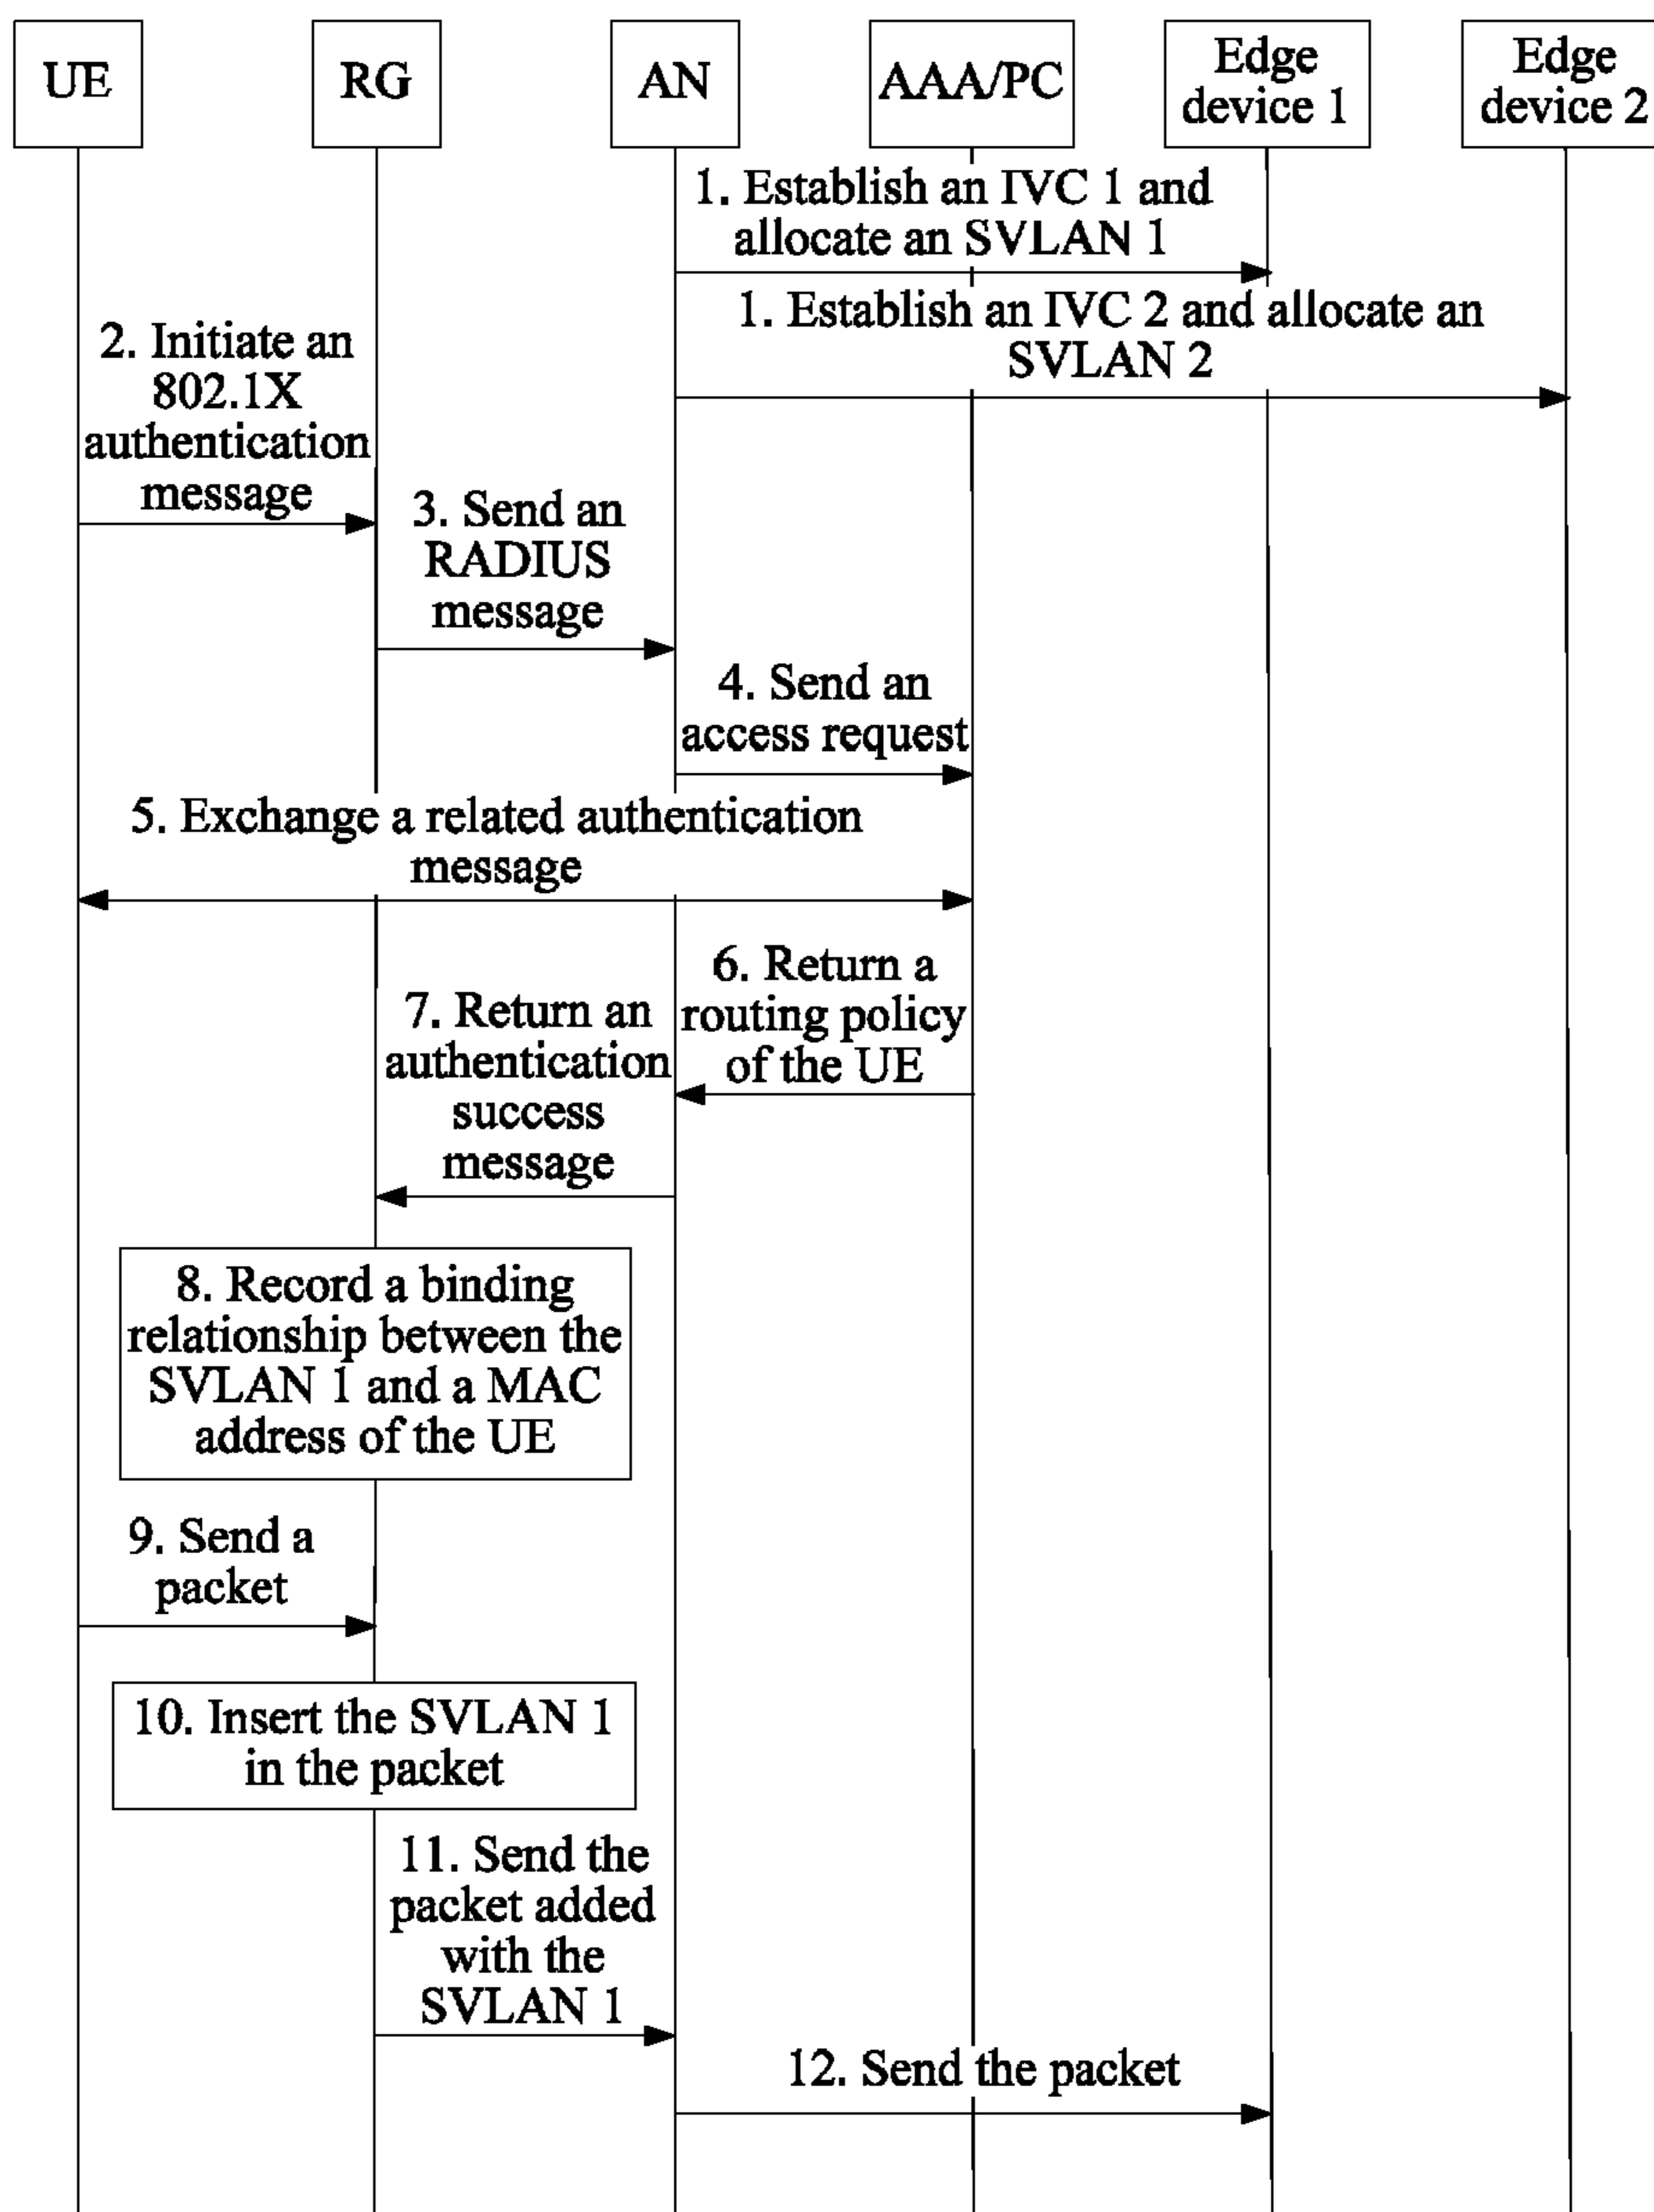 UE
RG
AN
AAA/PC
Edge
device 1
Edge
device 2
1. Establish an IVC 1 and
allocate an SVLAN 1
1. Establish an IVC 2 and allocate an
SVLAN 2
2. Initiate an
802.1X
authentication
message
3. Send an
RADIUS
message
4. Send an
access request
5. Exchange a related authentication
message
6. Return a
routing policy
of the UE
7. Return an
authentication
success
message
8. Record a binding
relationship between the
SVLAN 1 and a MAC
address of the UE
9. Send a
packet
10. Insert the SVLAN 1
in the packet
11. Send the
packet added
with the
SVLAN 1
12. Send the packet